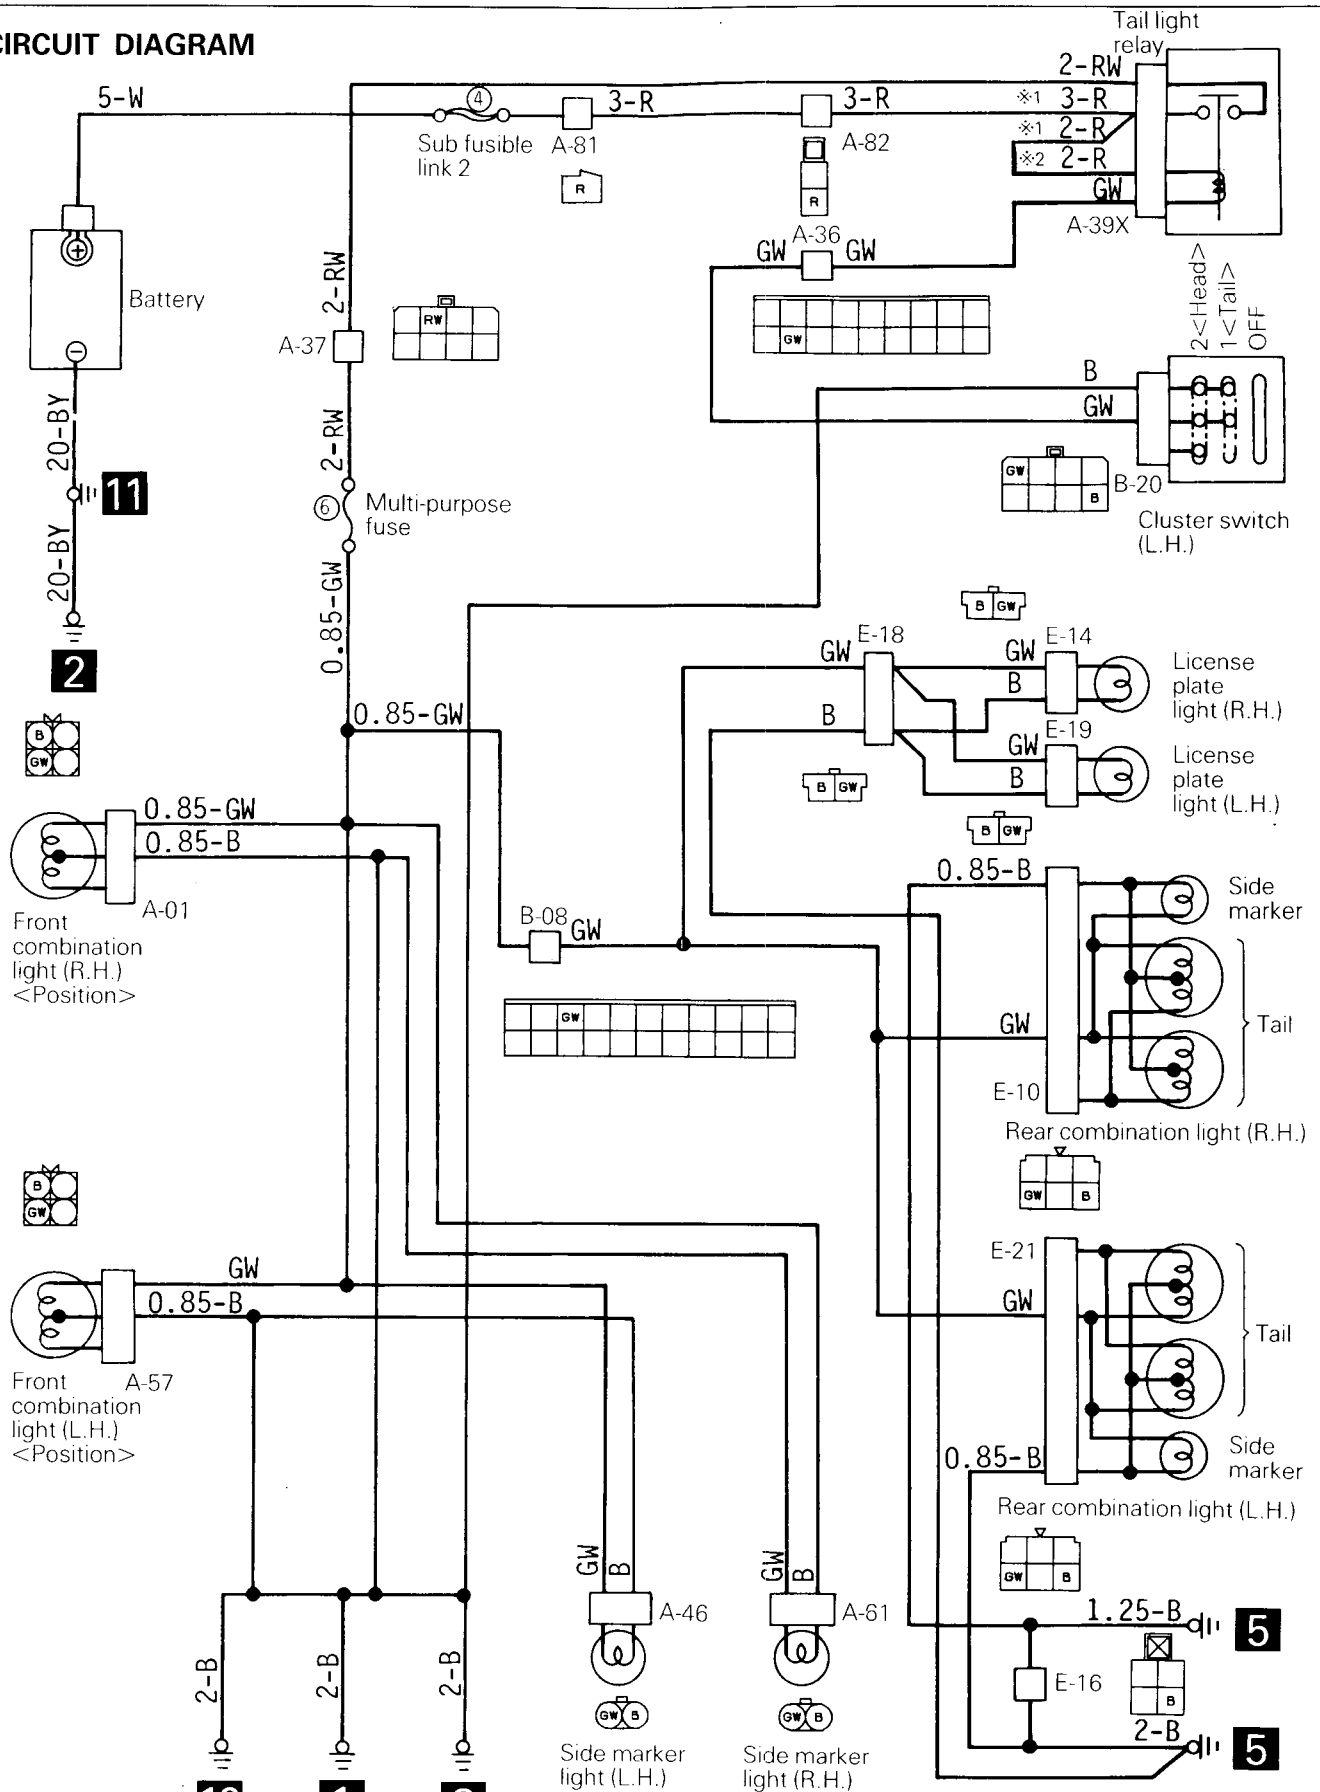 CIRCUIT DIAGRAM
Tail light
relay
2-RW
5-W
4
3-R
3-R
※1 3-R
※1 2-R
※2 2-R
GW
Sub fusible
link 2
A-81
A-82
R
R
A-39X
A-36
GW
GW
2-RW
Battery
+
−
RW
GW
A-37
2<Head>
1<Tail>
OFF
B
GW
20-BY
2-RW
GW
B
B-20
11
6
Multi-purpose
fuse
Cluster switch
(L.H.)
20-BY
0.85-GW
2
B GW
E-18
E-14
GW
GW
B
License
plate
light (R.H.)
B
GW
0.85-GW
B
E-19
GW
B
License
plate
light (L.H.)
B GW
B GW
0.85-GW
0.85-B
A-01
Front
combination
light (R.H.)
<Position>
0.85-B
Side
marker
B-08
GW
GW
GW
Tail
E-10
Rear combination light (R.H.)
GW B
B
GW
E-21
GW
GW
0.85-B
Tail
Front
combination
light (L.H.)
<Position>
A-57
0.85-B
Side
marker
Rear combination light (L.H.)
GW B
GW
B
GW
B
A-46
A-61
1.25-B
5
E-16
B
2-B
2-B
2-B
GW B
GW B
2-B
5
Side marker
light (L.H.)
Side marker
light (R.H.)